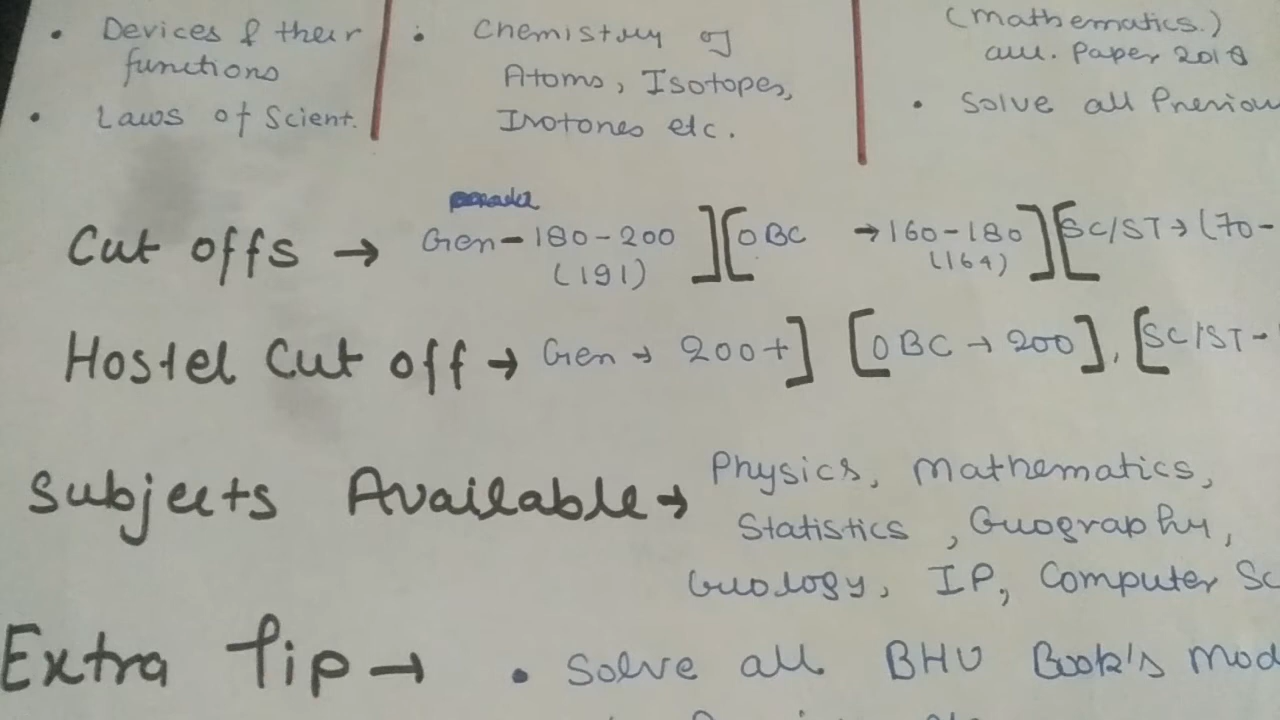 • Devices & their
functions
• Laws of Scient.
• Chemistry of
Atoms, Isotopes,
Isotones etc.
(Mathematics.)
all. Paper 2018
• Solve all Previou
Cut offs → Gen-180-200 ][ OBC → 160-180 ][ SC/ST → 170-
(191) (164)
Hostel Cut off → Gen → 200+] [OBC → 200], [SC/ST-
Subjects Available → Physics, Mathematics,
Statistics, Geography,
Geology, IP, Computer Sc
Extra Tip → • Solve all BHU Book's Mod